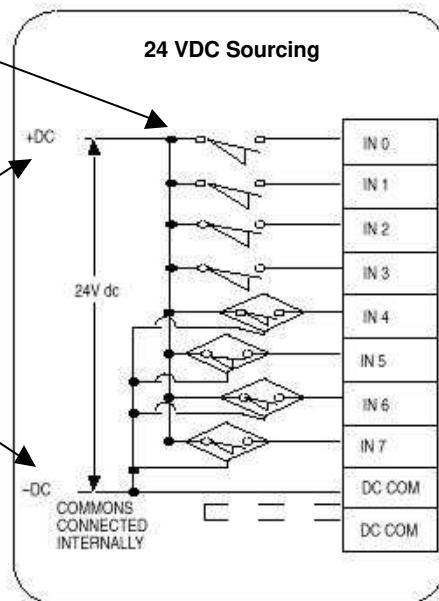 24 VDC Sourcing
+DC
IN 0
IN 1
IN 2
IN 3
24V dc
IN 4
IN 5
IN 6
IN 7
-DC
DC COM
COMMONS
CONNECTED
INTERNALLY
DC COM